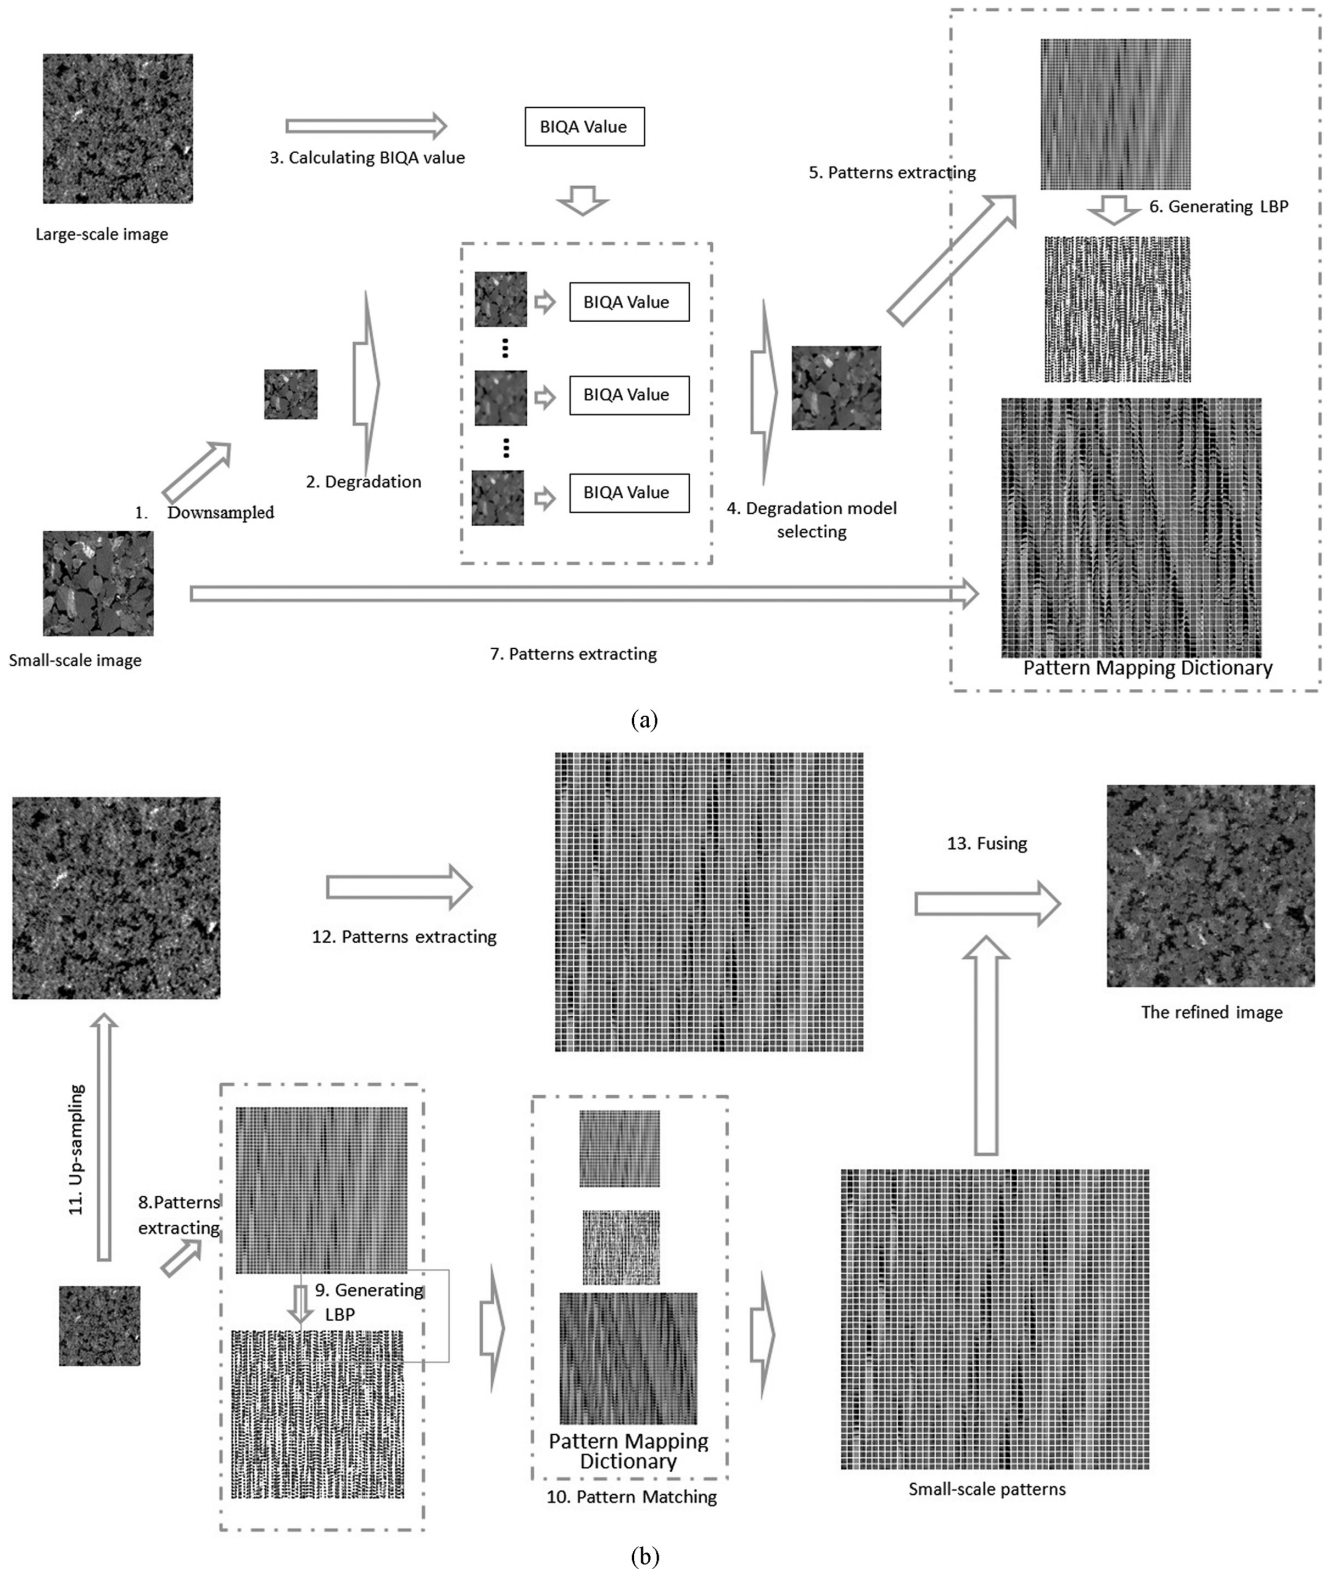 Large-scale image
3. Calculating BIQA value
BIQA Value
5. Patterns extracting
6. Generating LBP
BIQA Value
BIQA Value
BIQA Value
2. Degradation
1. Downsampled
4. Degradation model
selecting
Small-scale image
7. Patterns extracting
Pattern Mapping Dictionary
(a)
12. Patterns extracting
13. Fusing
The refined image
11. Up-sampling
8.Patterns
extracting
9. Generating
LBP
Pattern Mapping
Dictionary
10. Pattern Matching
Small-scale patterns
(b)